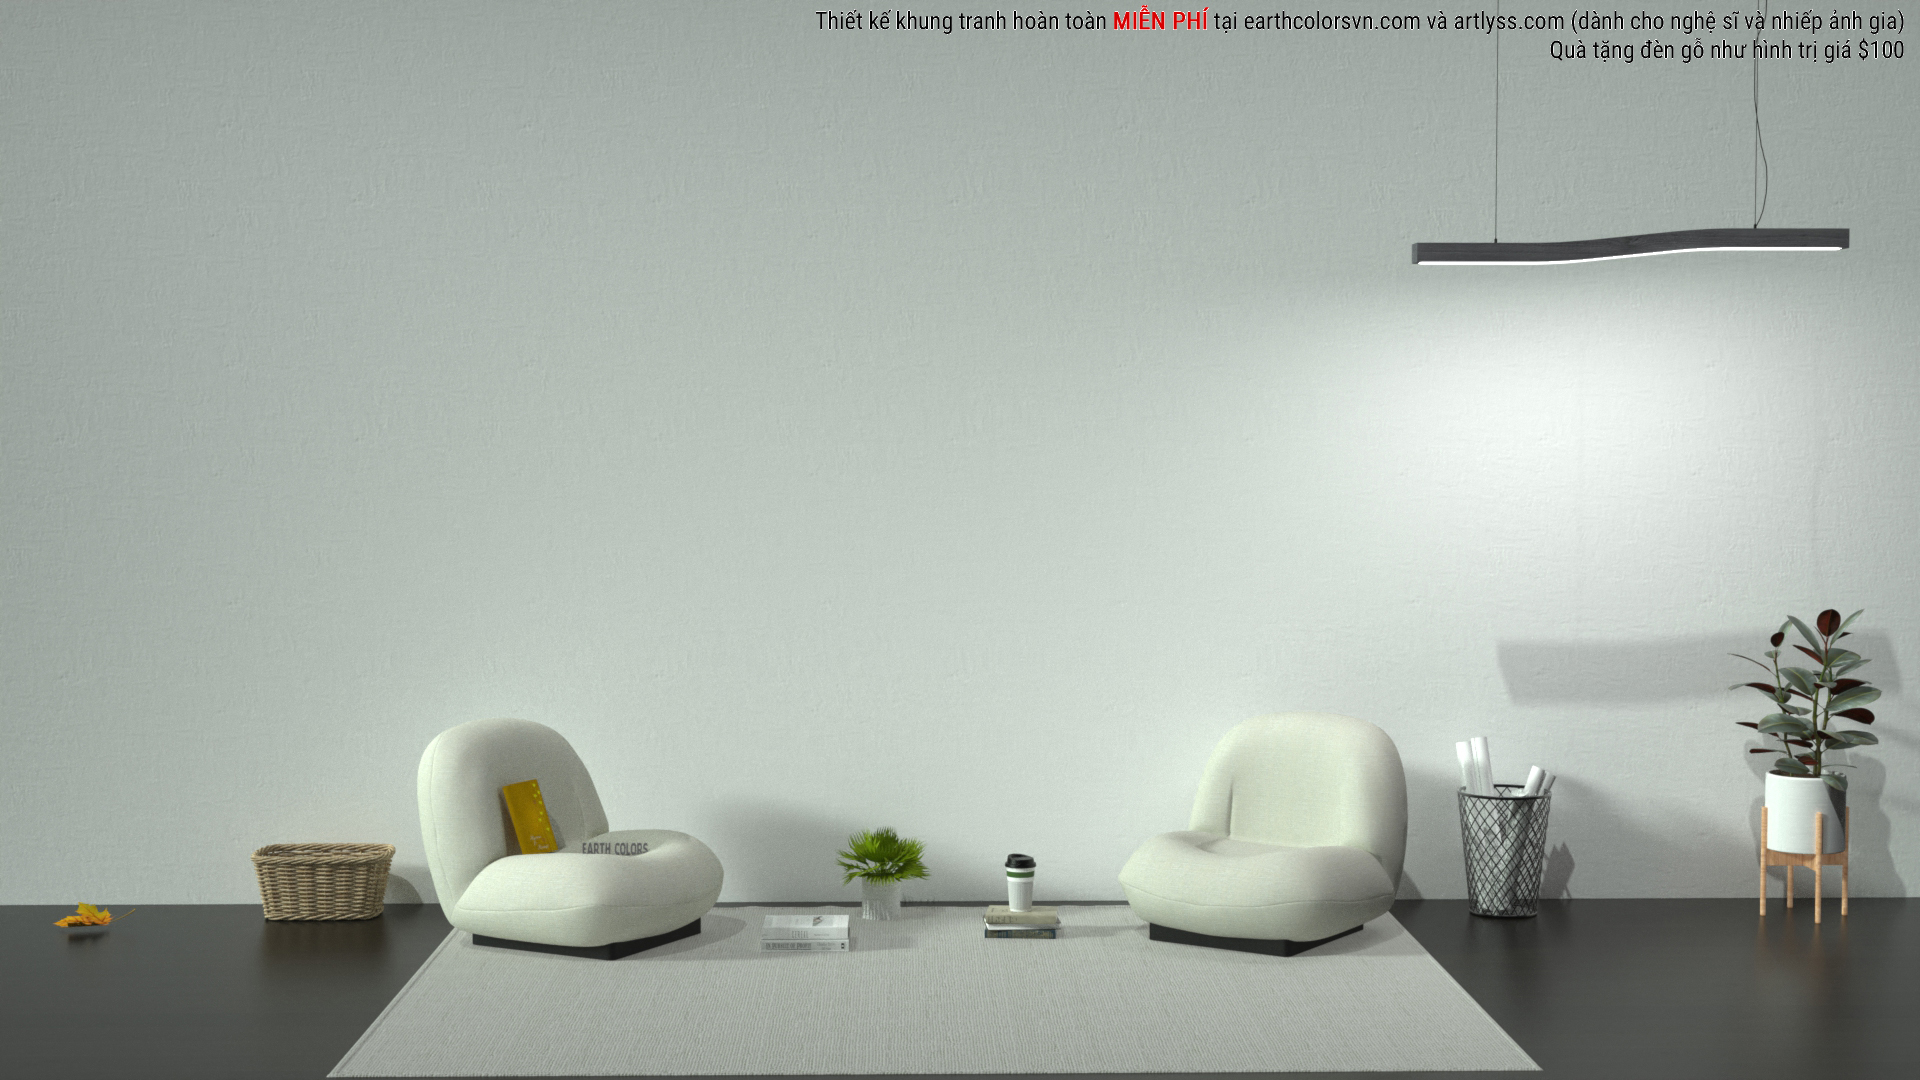 Thiết kế khung tranh hoàn toàn MIỄN PHÍ tại earthcolorsvn.com và artlyss.com (dành cho nghệ sĩ và nhiếp ảnh gia)
Quà tặng đèn gỗ như hình trị giá $100
EARTH COLORS
CEREAL